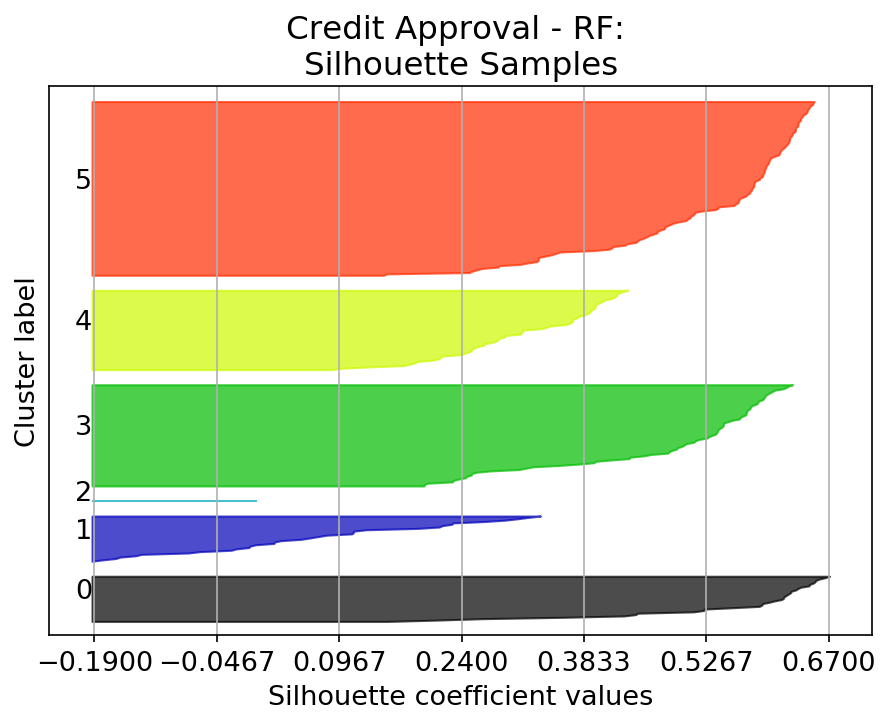 Credit Approval - RF:
Silhouette Samples
Cluster label
5
4
3
2
1
0
−0.1900 −0.0467 0.0967 0.2400 0.3833 0.5267 0.6700
Silhouette coefficient values